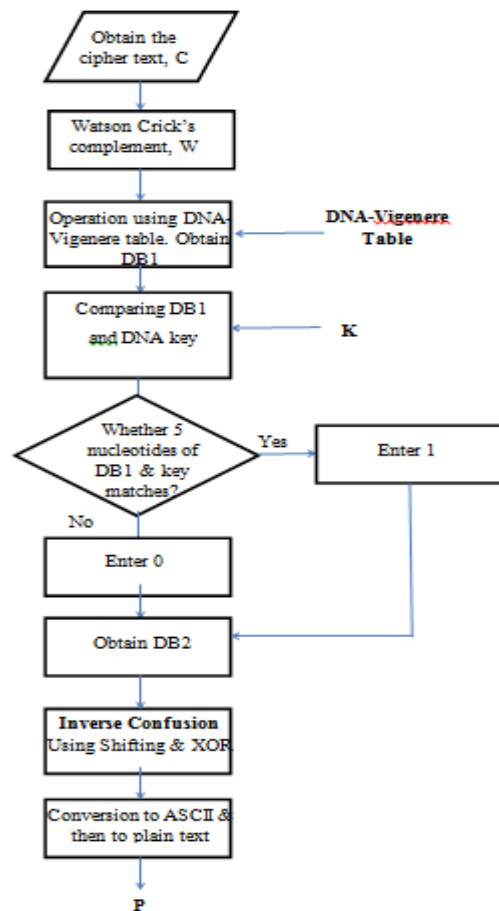 Obtain the
cipher text, C
Watson Crick's
complement, W
Operation using DNA-
Vigenere table. Obtain
DB1
DNA-Vigenere
Table
Comparing DB1
and DNA key
K
Whether 5
nucleotides of
DB1 & key
matches?
Yes
Enter 1
No
Enter 0
Obtain DB2
Inverse Confusion
Using Shifting & XOR
Conversion to ASCII &
then to plain text
P